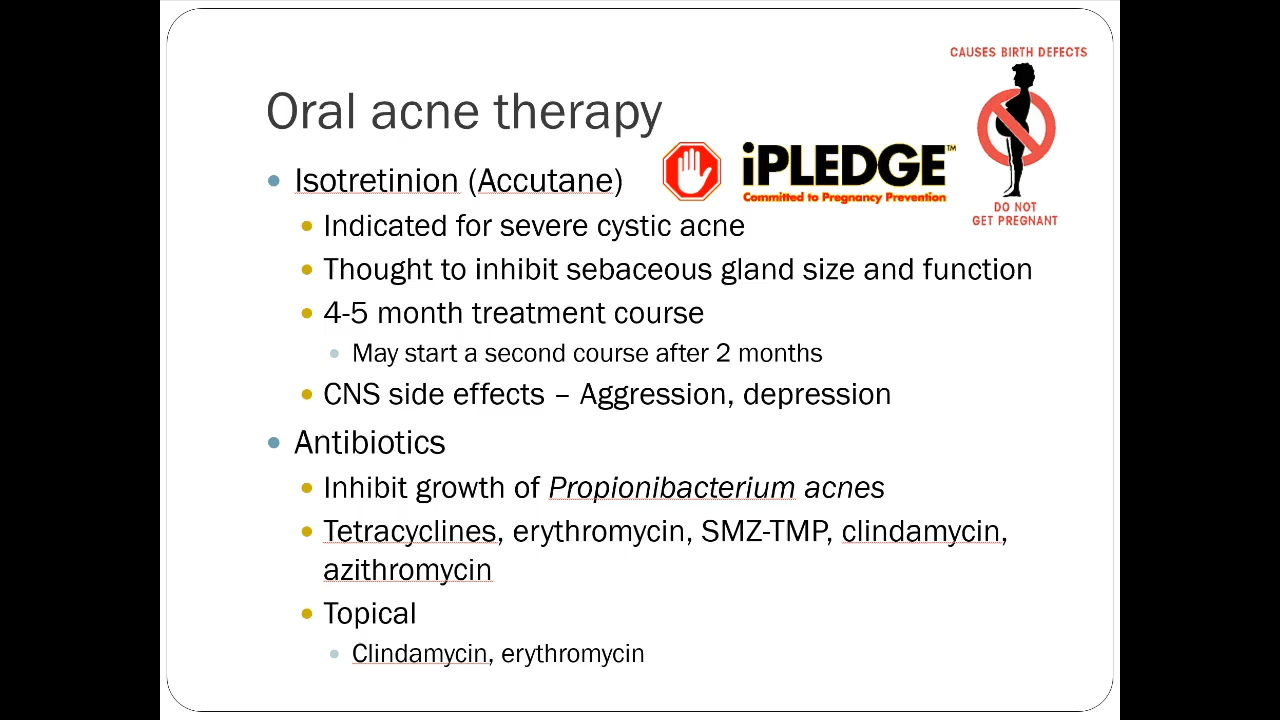 CAUSES BIRTH DEFECTS
Oral acne therapy
iPLEDGE™
Committed to Pregnancy Prevention
DO NOT
GET PREGNANT
Isotretinion (Accutane)
Indicated for severe cystic acne
Thought to inhibit sebaceous gland size and function
4-5 month treatment course
May start a second course after 2 months
CNS side effects – Aggression, depression
Antibiotics
Inhibit growth of Propionibacterium acnes
Tetracyclines, erythromycin, SMZ-TMP, clindamycin,
azithromycin
Topical
Clindamycin, erythromycin